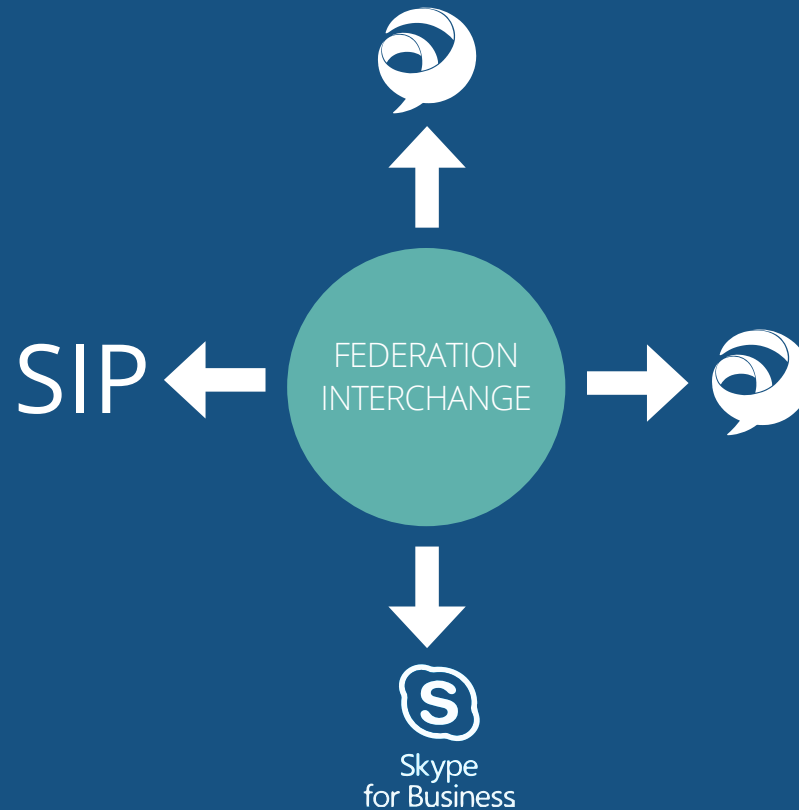 FEDERATION
INTERCHANGE
SIP
S
Skype
for Business